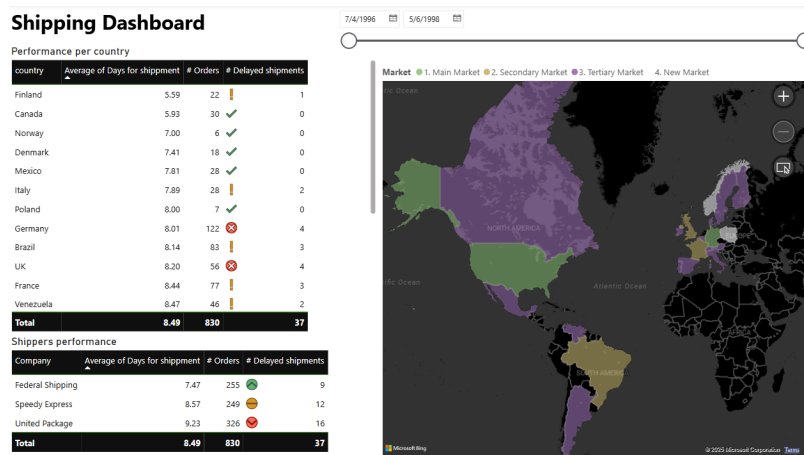 Shipping Dashboard
7/4/1996 5/6/1998
Performance per country
country Average of Days for shippment # Orders # Delayed shipments
Finland 5.59 22 1
Canada 5.93 30 0
Norway 7.00 6 0
Denmark 7.41 18 0
Mexico 7.81 28 0
Italy 7.89 28 2
Poland 8.00 7 0
Germany 8.01 122 4
Brazil 8.14 83 3
UK 8.20 56 4
France 8.44 77 3
Venezuela 8.47 46 2
Total 8.49 830 37
Shippers performance
Company Average of Days for shippment # Orders # Delayed shipments
Federal Shipping 7.47 255 9
Speedy Express 8.57 249 12
United Package 9.23 326 16
Total 8.49 830 37
Market 1. Main Market 2. Secondary Market 3. Tertiary Market 4. New Market
tic Ocean
NORTH AMERICA
EUROPE
ific Ocean
Atlantic Ocean
AFRICA
SOUTH AMERICA
Microsoft Bing
© 2025 Microsoft Corporation Terms